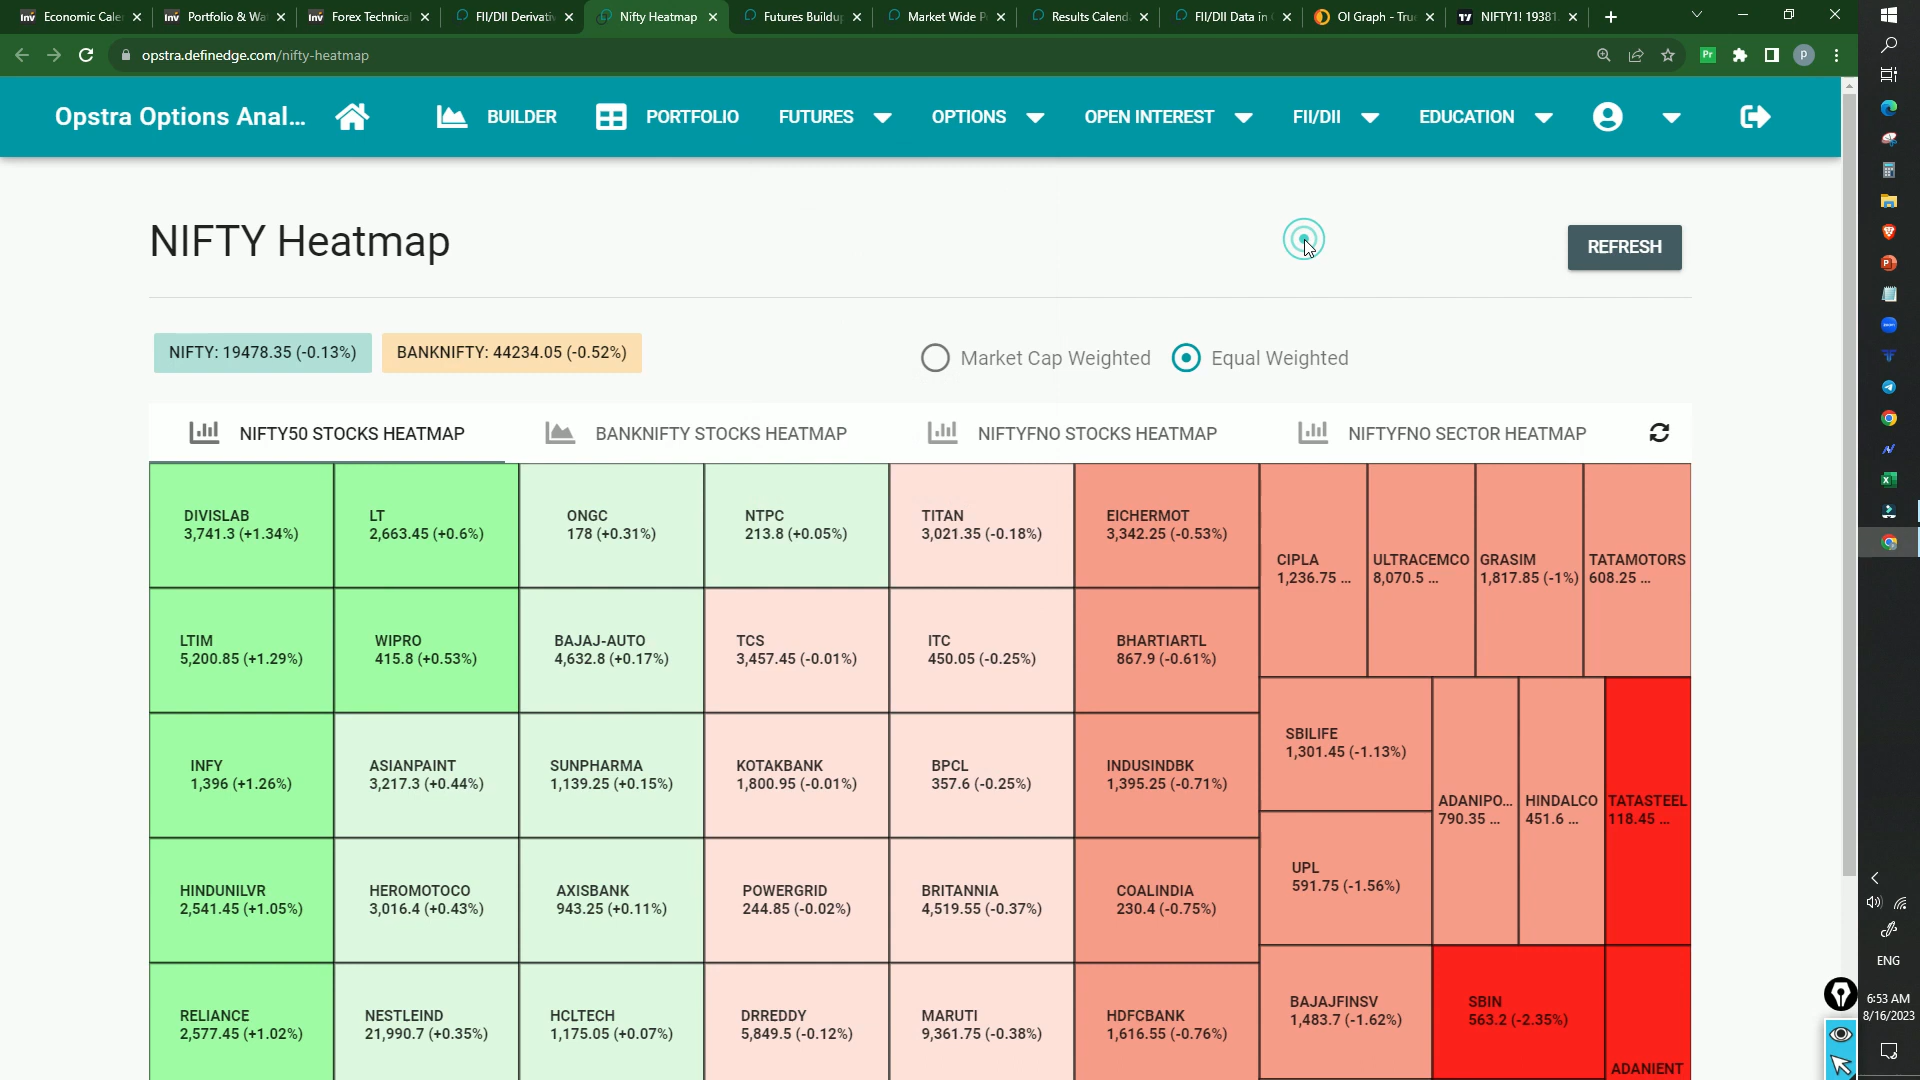 Economic Cale
Portfolio & Wa
Forex Technica
FII/DII Derivati
Nifty Heatmap
Futures Buildup
Market Wide P
Results Calend
FII/DII Data in
OI Graph - True
NIFTY1! 19381
opstra.definedge.com/nifty-heatmap
Opstra Options Anal...
BUILDER
PORTFOLIO
FUTURES
OPTIONS
OPEN INTEREST
FII/DII
EDUCATION
NIFTY Heatmap
REFRESH
NIFTY: 19478.35 (-0.13%)
BANKNIFTY: 44234.05 (-0.52%)
Market Cap Weighted
Equal Weighted
NIFTY50 STOCKS HEATMAP
BANKNIFTY STOCKS HEATMAP
NIFTYFNO STOCKS HEATMAP
NIFTYFNO SECTOR HEATMAP
DIVISLAB
3,741.3 (+1.34%)
LT
2,663.45 (+0.6%)
ONGC
178 (+0.31%)
NTPC
213.8 (+0.05%)
TITAN
3,021.35 (-0.18%)
EICHERMOT
3,342.25 (-0.53%)
CIPLA
1,236.75 ...
ULTRACEMCO
8,070.5 ...
GRASIM
1,817.85 (-1%)
TATAMOTORS
608.25 ...
LTIM
5,200.85 (+1.29%)
WIPRO
415.8 (+0.53%)
BAJAJ-AUTO
4,632.8 (+0.17%)
TCS
3,457.45 (-0.01%)
ITC
450.05 (-0.25%)
BHARTIARTL
867.9 (-0.61%)
INFY
1,396 (+1.26%)
ASIANPAINT
3,217.3 (+0.44%)
SUNPHARMA
1,139.25 (+0.15%)
KOTAKBANK
1,800.95 (-0.01%)
BPCL
357.6 (-0.25%)
INDUSINDBK
1,395.25 (-0.71%)
SBILIFE
1,301.45 (-1.13%)
ADANIPO...
790.35 ...
HINDALCO
451.6 ...
TATASTEEL
118.45 ...
HINDUNILVR
2,541.45 (+1.05%)
HEROMOTOCO
3,016.4 (+0.43%)
AXISBANK
943.25 (+0.11%)
POWERGRID
244.85 (-0.02%)
BRITANNIA
4,519.55 (-0.37%)
COALINDIA
230.4 (-0.75%)
UPL
591.75 (-1.56%)
RELIANCE
2,577.45 (+1.02%)
NESTLEIND
21,990.7 (+0.35%)
HCLTECH
1,175.05 (+0.07%)
DRREDDY
5,849.5 (-0.12%)
MARUTI
9,361.75 (-0.38%)
HDFCBANK
1,616.55 (-0.76%)
BAJAJFINSV
1,483.7 (-1.62%)
SBIN
563.2 (-2.35%)
ADANIENT
ENG
6:53 AM
8/16/2023